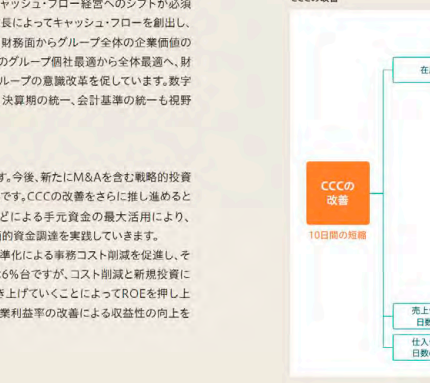 ャッシュ・フロー経営へのシフトが必須
長によってキャッシュ・フローを創出し、
財務面からグループ全体の企業価値の
のグループ個社最適から全体最適へ、財
ループの意識改革を促しています。数字
決算期の統一、会計基準の統一も視野
す。今後、新たにM&Aを含む戦略的投資
です。CCCの改善をさらに推し進めると
どによる手元資金の最大活用により、
的資金調達を実践していきます。
準化による事務コスト削減を促進し、そ
6%台ですが、コスト削減と新規投資に
き上げていくことによってROEを押し上
業利益率の改善による収益性の向上を
在
CCCの
改善
10日間の短縮
売上
日数
仕入
日数